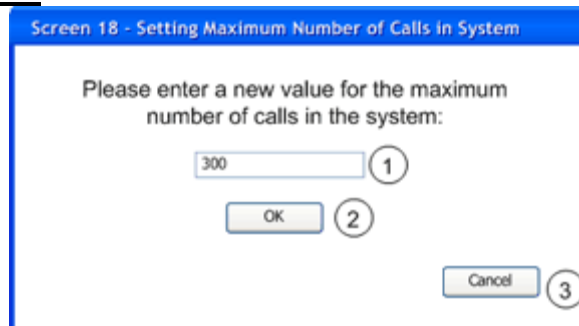 Screen 18 - Setting Maximum Number of Calls in System
Please enter a new value for the maximum
number of calls in the system:
300 1
OK 2
Cancel 3